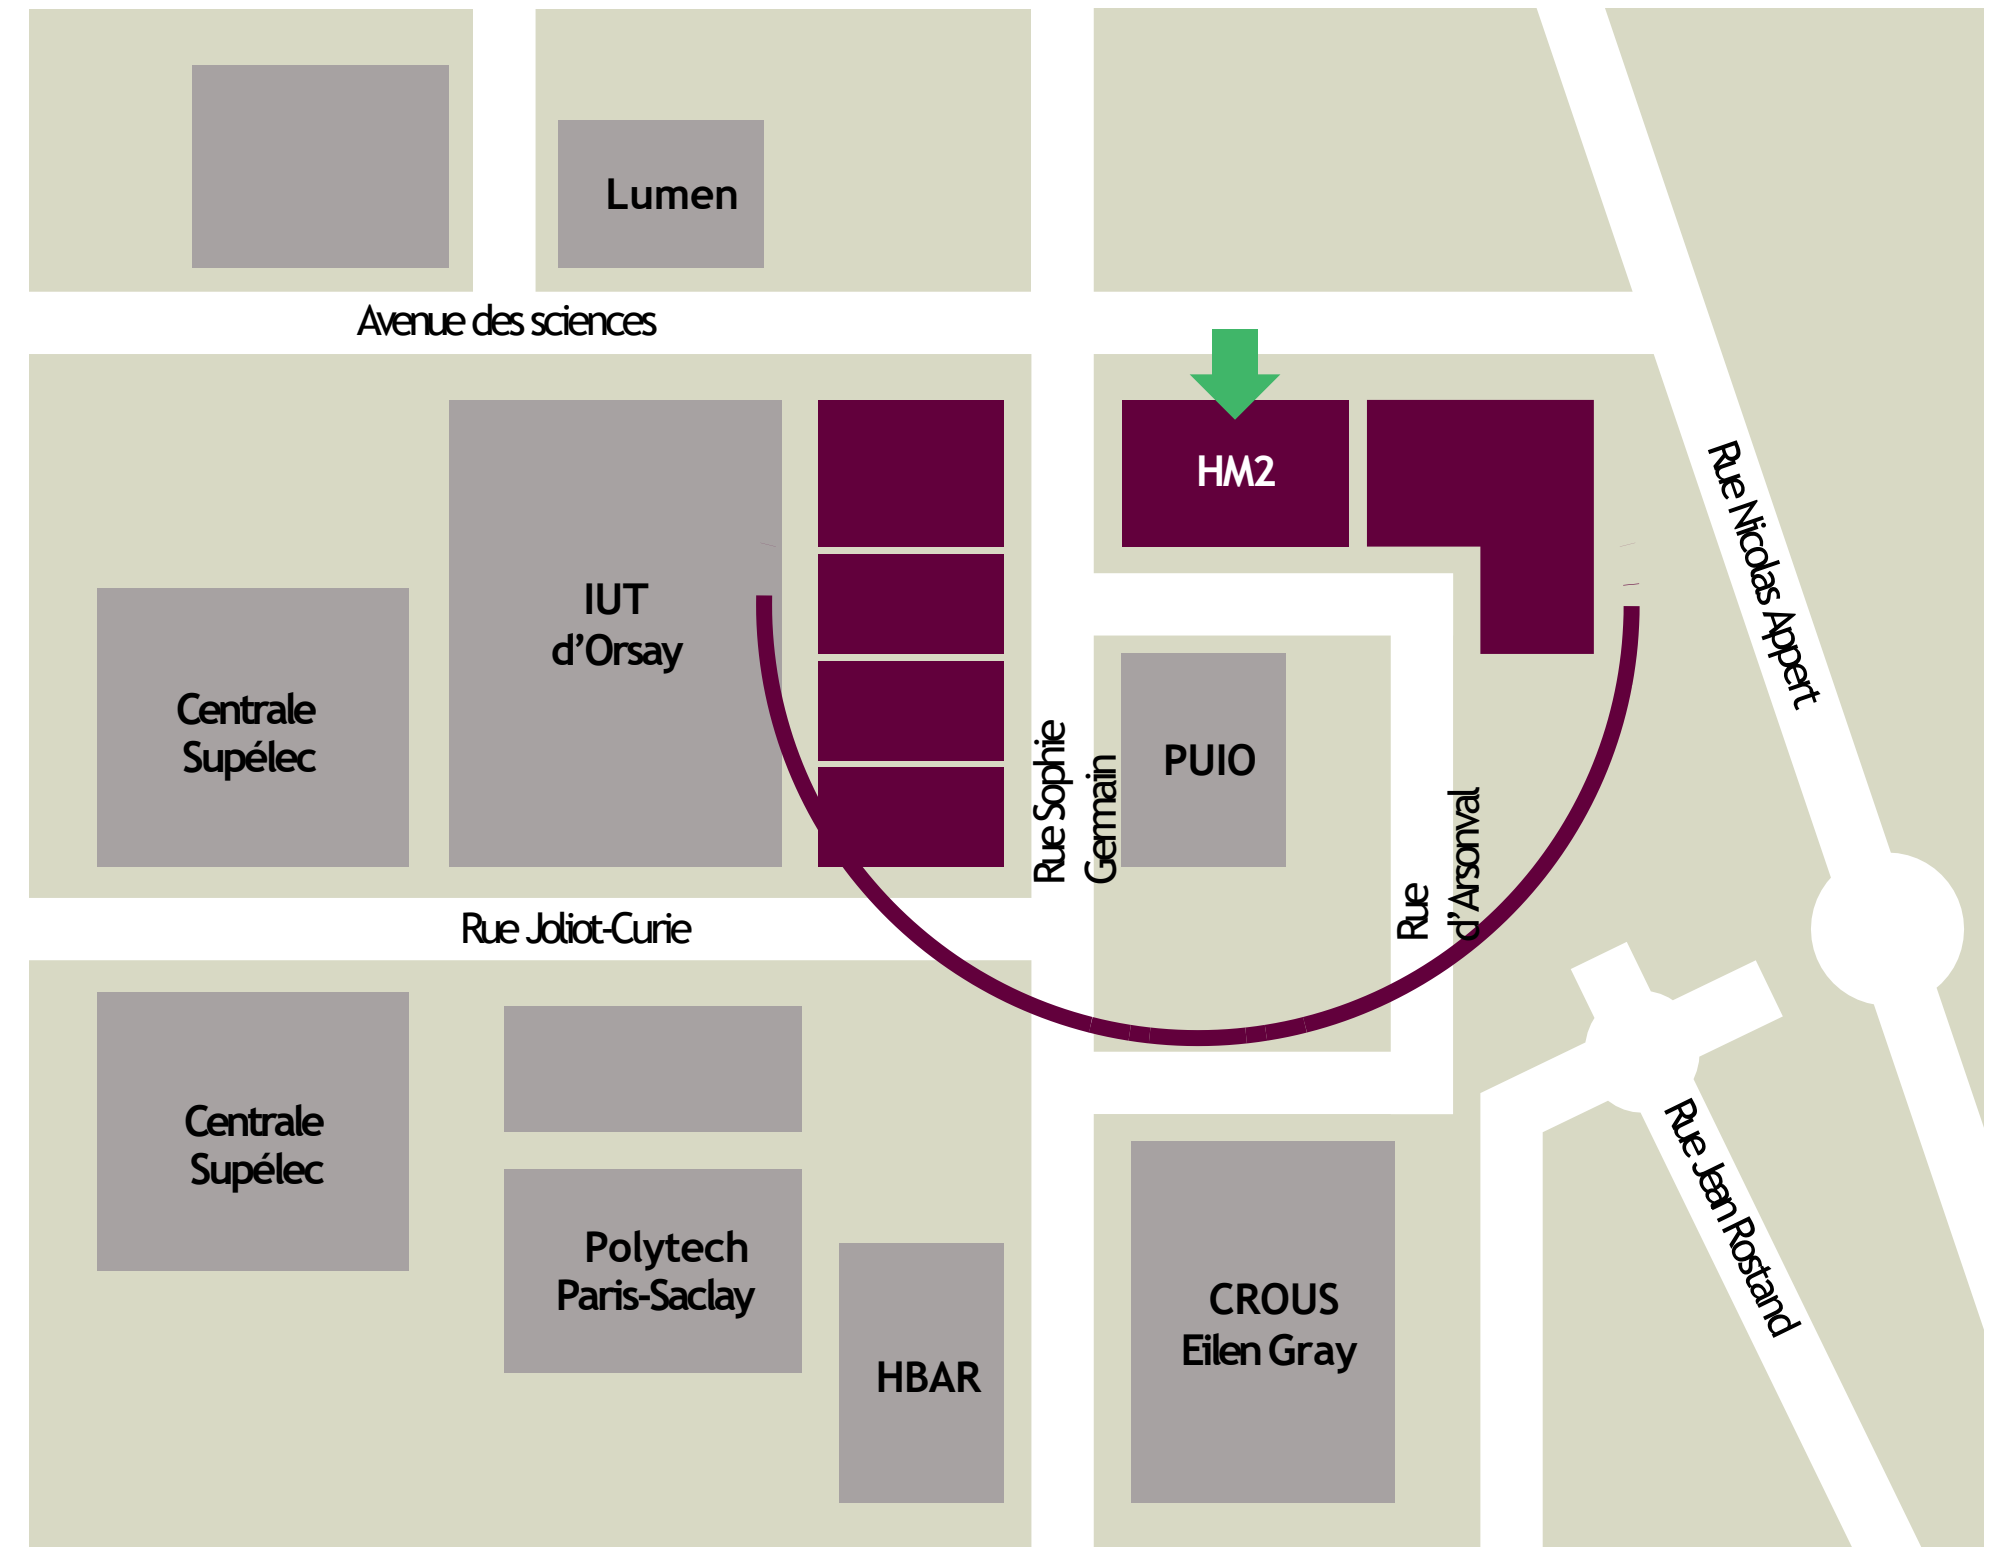 Lumen
Avenue des sciences
HM2
Rue Nicolas Appert
IUT
d’Orsay
Centrale
Supélec
PUIO
Rue Sophie
Germain
Rue
d’Arsonval
Rue Joliot-Curie
Centrale
Supélec
Polytech
Paris-Saclay
HBAR
CROUS
Eilen Gray
Rue Jean Rostand